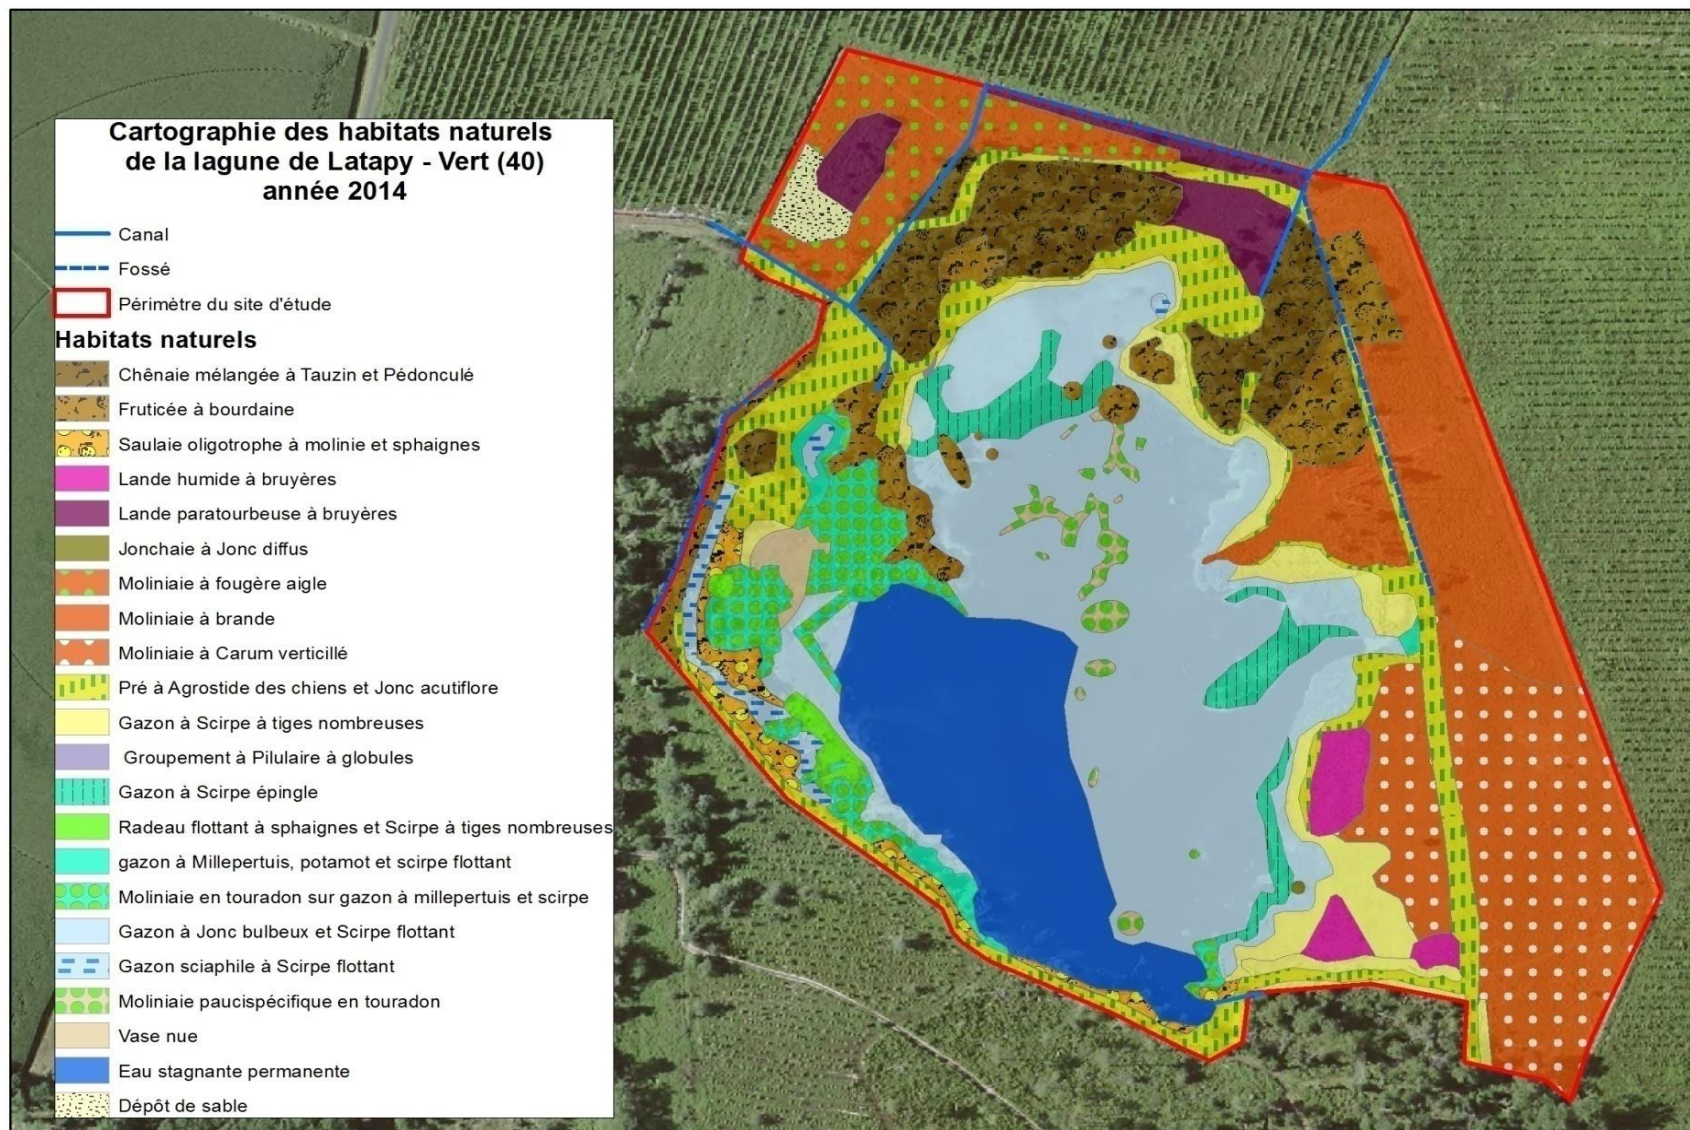 Cartographie des habitats naturels
de la lagune de Latapy - Vert (40)
année 2014
Canal
Fossé
Périmètre du site d'étude
Habitats naturels
Chênaie mélangée à Tauzin et Pédonculé
Fruticée à bourdaine
Saulaie oligotrophe à molinie et sphaignes
Lande humide à bruyères
Lande paratourbeuse à bruyères
Jonchaie à Jonc diffus
Moliniaie à fougère aigle
Moliniaie à brande
Moliniaie à Carum verticillé
Pré à Agrostide des chiens et Jonc acutiflore
Gazon à Scirpe à tiges nombreuses
Groupement à Pilulaire à globules
Gazon à Scirpe épingle
Radeau flottant à sphaignes et Scirpe à tiges nombreuses
gazon à Millepertuis, potamot et scirpe flottant
Moliniaie en touradon sur gazon à millepertuis et scirpe
Gazon à Jonc bulbeux et Scirpe flottant
Gazon sciaphile à Scirpe flottant
Moliniaie paucispécifique en touradon
Vase nue
Eau stagnante permanente
Dépôt de sable